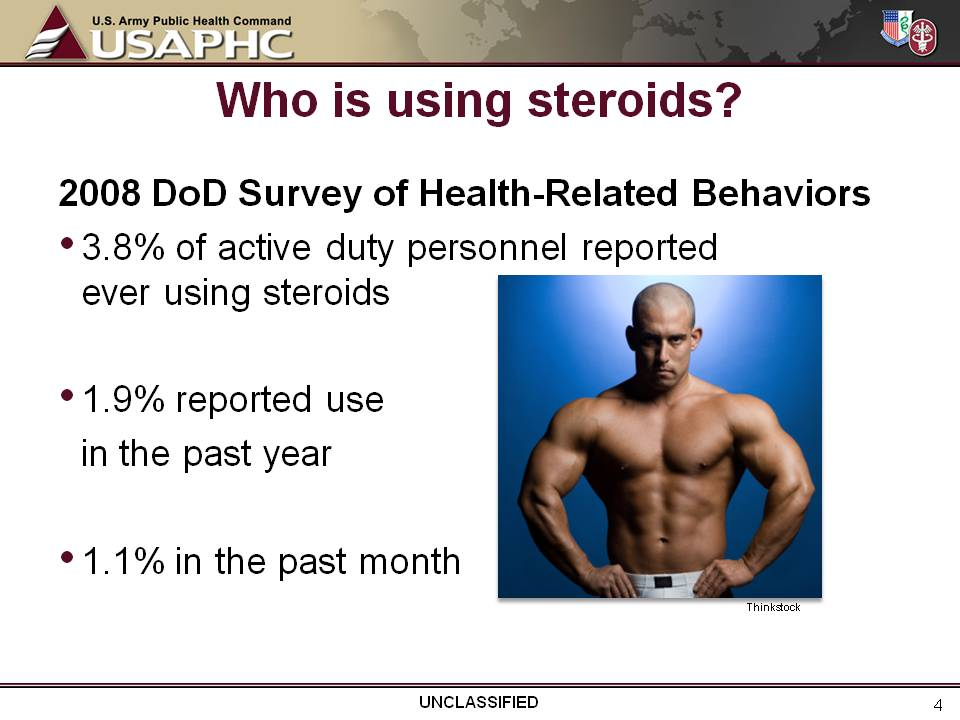 U.S. Army Public Health Command
USAPHC
Who is using steroids?
2008 DoD Survey of Health-Related Behaviors
• 3.8% of active duty personnel reported
ever using steroids
• 1.9% reported use
in the past year
• 1.1% in the past month
Thinkstock
UNCLASSIFIED
4